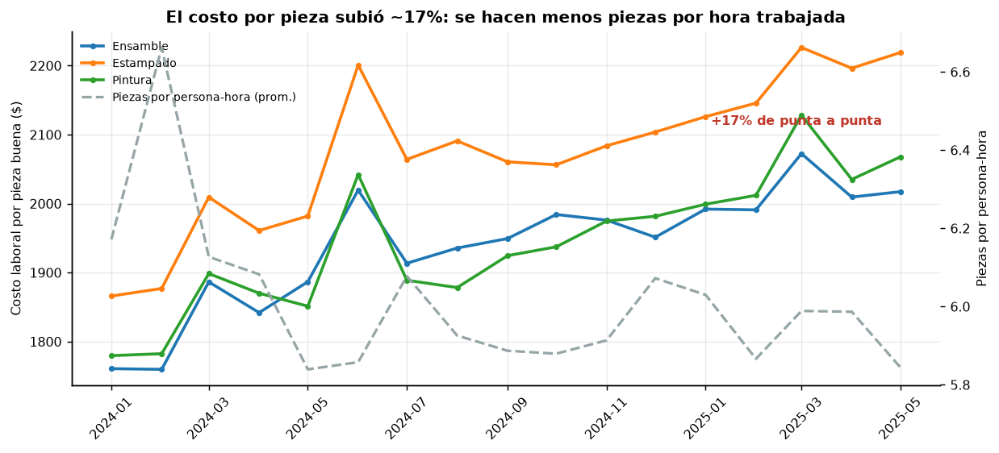 El costo por pieza subió ~17%: se hacen menos piezas por hora trabajada
Ensamble
Estampado
Pintura
Piezas por persona-hora (prom.)
+17% de punta a punta
Costo laboral por pieza buena ($)
2200
2100
2000
1900
1800
6.6
6.4
6.2
6.0
5.8
Piezas por persona-hora
2024-01
2024-03
2024-05
2024-07
2024-09
2024-11
2025-01
2025-03
2025-05